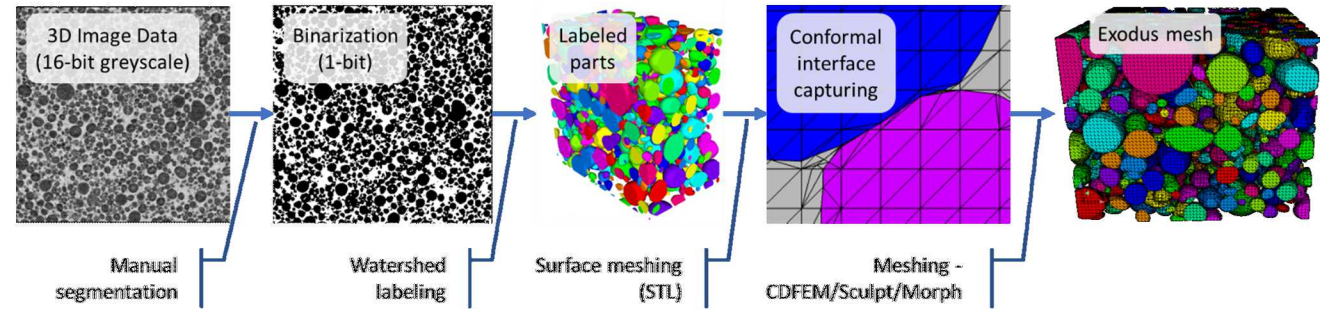 3D Image Data
(16-bit greyscale)
Binarization
(1-bit)
Labeled
parts
Conformal
interface
capturing
Exodus mesh
Manual
segmentation
Watershed
labeling
Surface meshing
(STL)
Meshing -
CDFEM/Sculpt/Morph